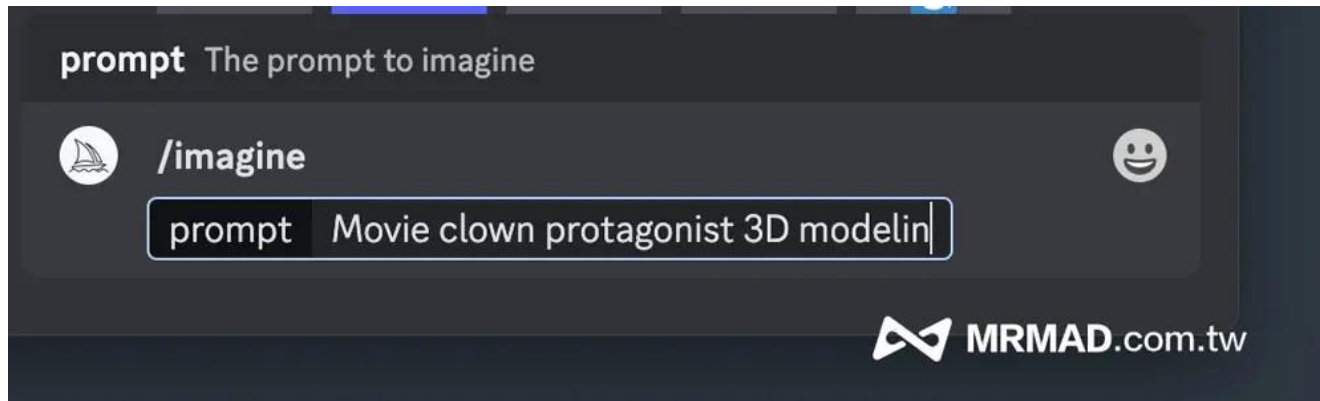 prompt The prompt to imagine
/imagine
prompt Movie clown protagonist 3D modelin
MRMAD.com.tw